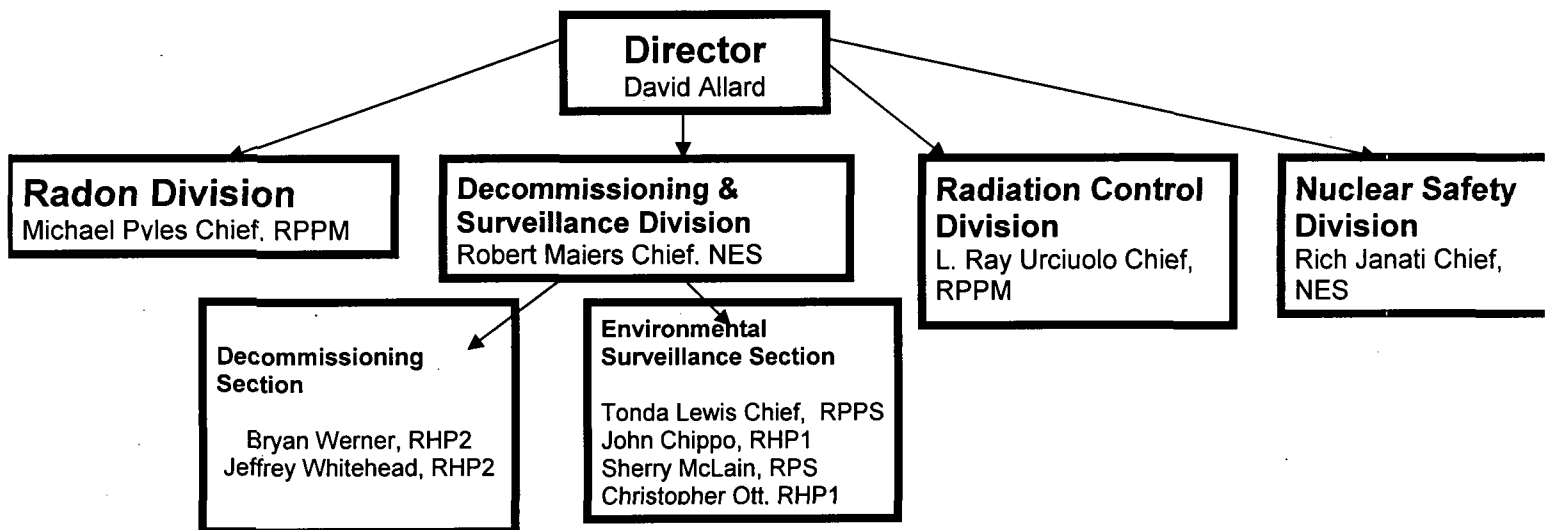 Director
David Allard
Radon Division
Michael Pyles Chief, RPPM
Decommissioning &
Surveillance Division
Robert Maiers Chief, NES
Radiation Control
Division
L. Ray Urciuolo Chief,
RPPM
Nuclear Safety
Division
Rich Janati Chief,
NES
Decommissioning
Section
Bryan Werner, RHP2
Jeffrey Whitehead, RHP2
Environmental
Surveillance Section
Tonda Lewis Chief, RPPS
John Chippo, RHP1
Sherry McLain, RPS
Christopher Ott, RHP1